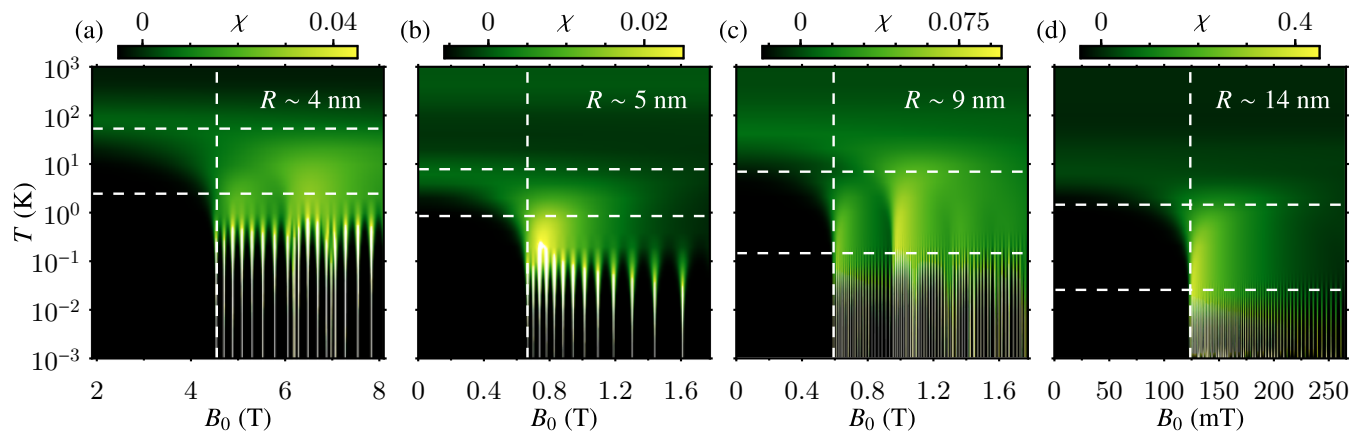 (a) 0 χ 0.04
(b) 0 χ 0.02
(c) 0 χ 0.075
(d) 0 χ 0.4
10³
10²
10¹
10⁰
10⁻¹
10⁻²
10⁻³
T (K)
R ∼ 4 nm
R ∼ 5 nm
R ∼ 9 nm
R ∼ 14 nm
2 4 6 8
B₀ (T)
0 0.4 0.8 1.2 1.6
B₀ (T)
0 0.4 0.8 1.2 1.6
B₀ (T)
0 50 100 150 200 250
B₀ (mT)